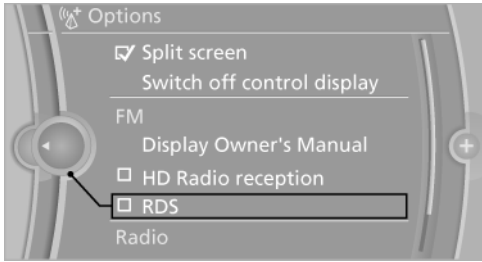 Options
Split screen
Switch off control display
FM
Display Owner's Manual
HD Radio reception
RDS
Radio